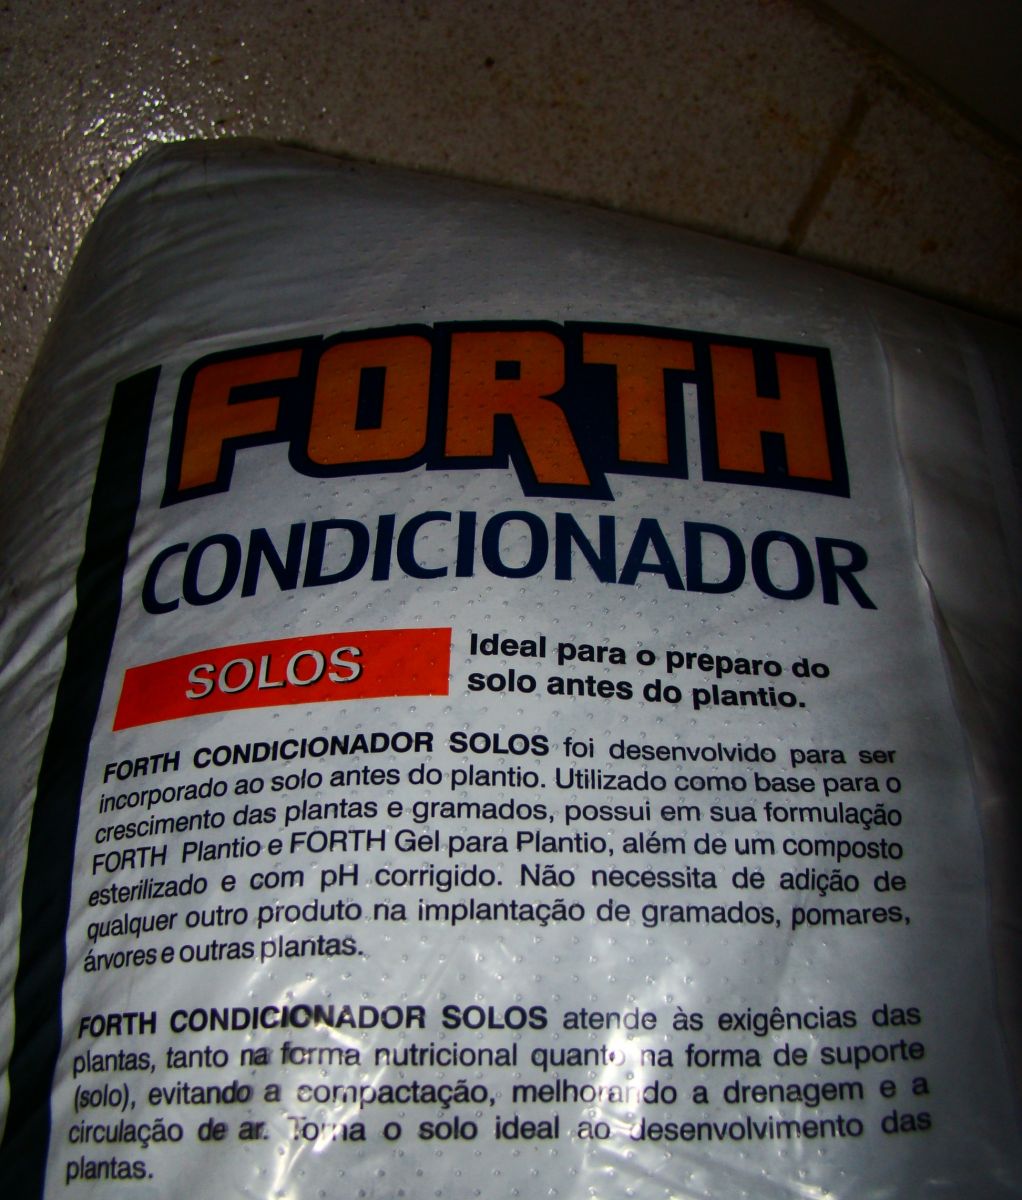 FORTH
CONDICIONADOR
SOLOS
Ideal para o preparo do
solo antes do plantio.
FORTH CONDICIONADOR SOLOS foi desenvolvido para ser
incorporado ao solo antes do plantio. Utilizado como base para o
crescimento das plantas e gramados, possui em sua formulação
FORTH Plantio e FORTH Gel para Plantio, além de um composto
esterilizado e com pH corrigido. Não necessita de adição de
qualquer outro produto na implantação de gramados, pomares,
árvores e outras plantas.
FORTH CONDICIONADOR SOLOS atende às exigências das
plantas, tanto na forma nutricional quanto na forma de suporte
(solo), evitando a compactação, melhorando a drenagem e a
circulação de ar. Torna o solo ideal ao desenvolvimento das
plantas.